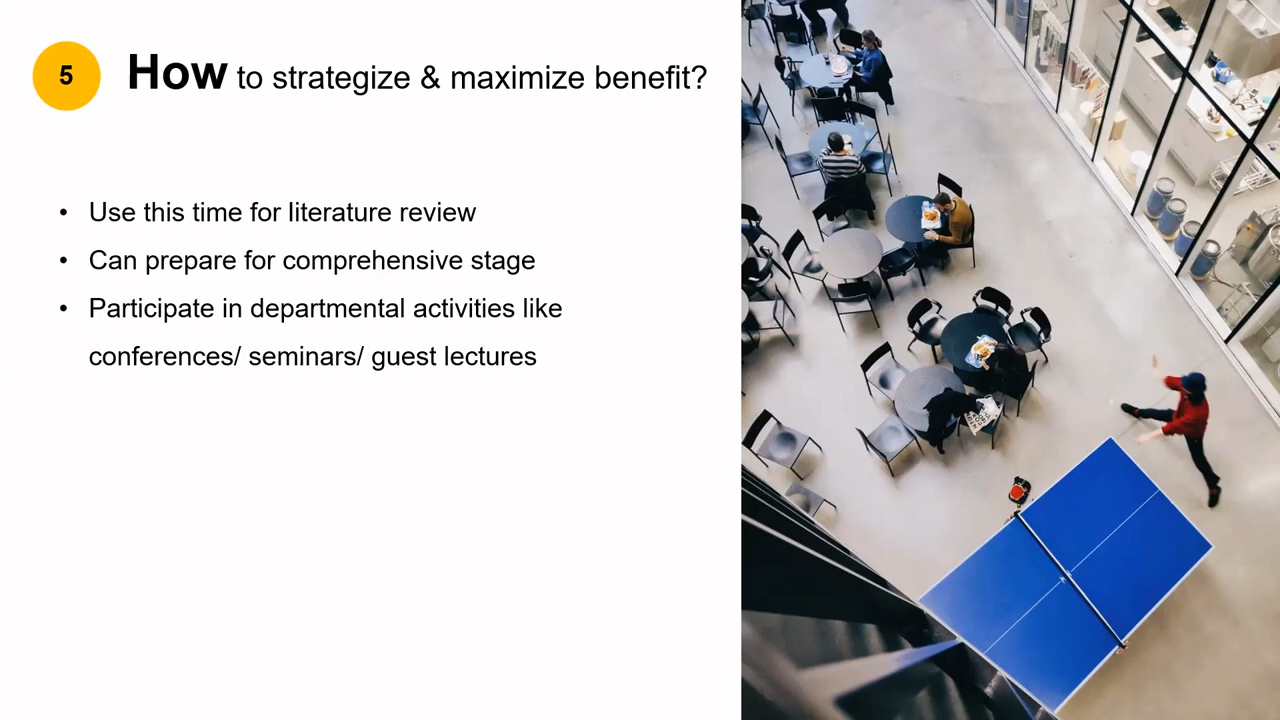 5
How to strategize & maximize benefit?
• Use this time for literature review
• Can prepare for comprehensive stage
• Participate in departmental activities like
conferences/ seminars/ guest lectures